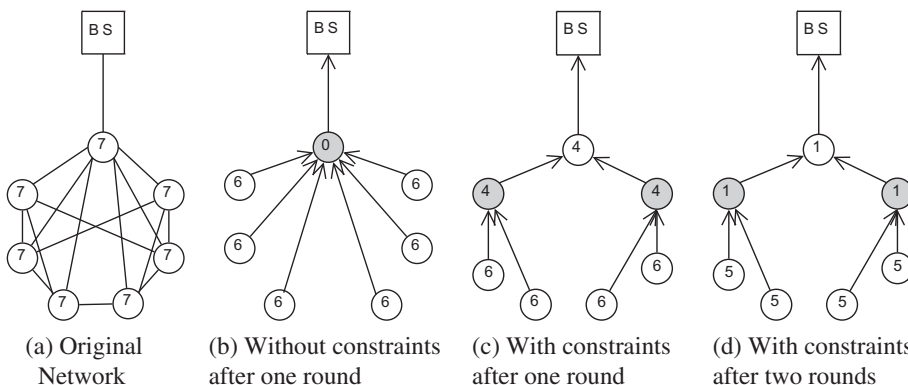 BS
7
7
7
7
7
7
7
(a) Original
Network
BS
0
6
6
6
6
6
6
(b) Without constraints
after one round
BS
4
4
4
6
6
6
6
(c) With constraints
after one round
BS
1
1
1
5
5
5
5
(d) With constraints
after two rounds